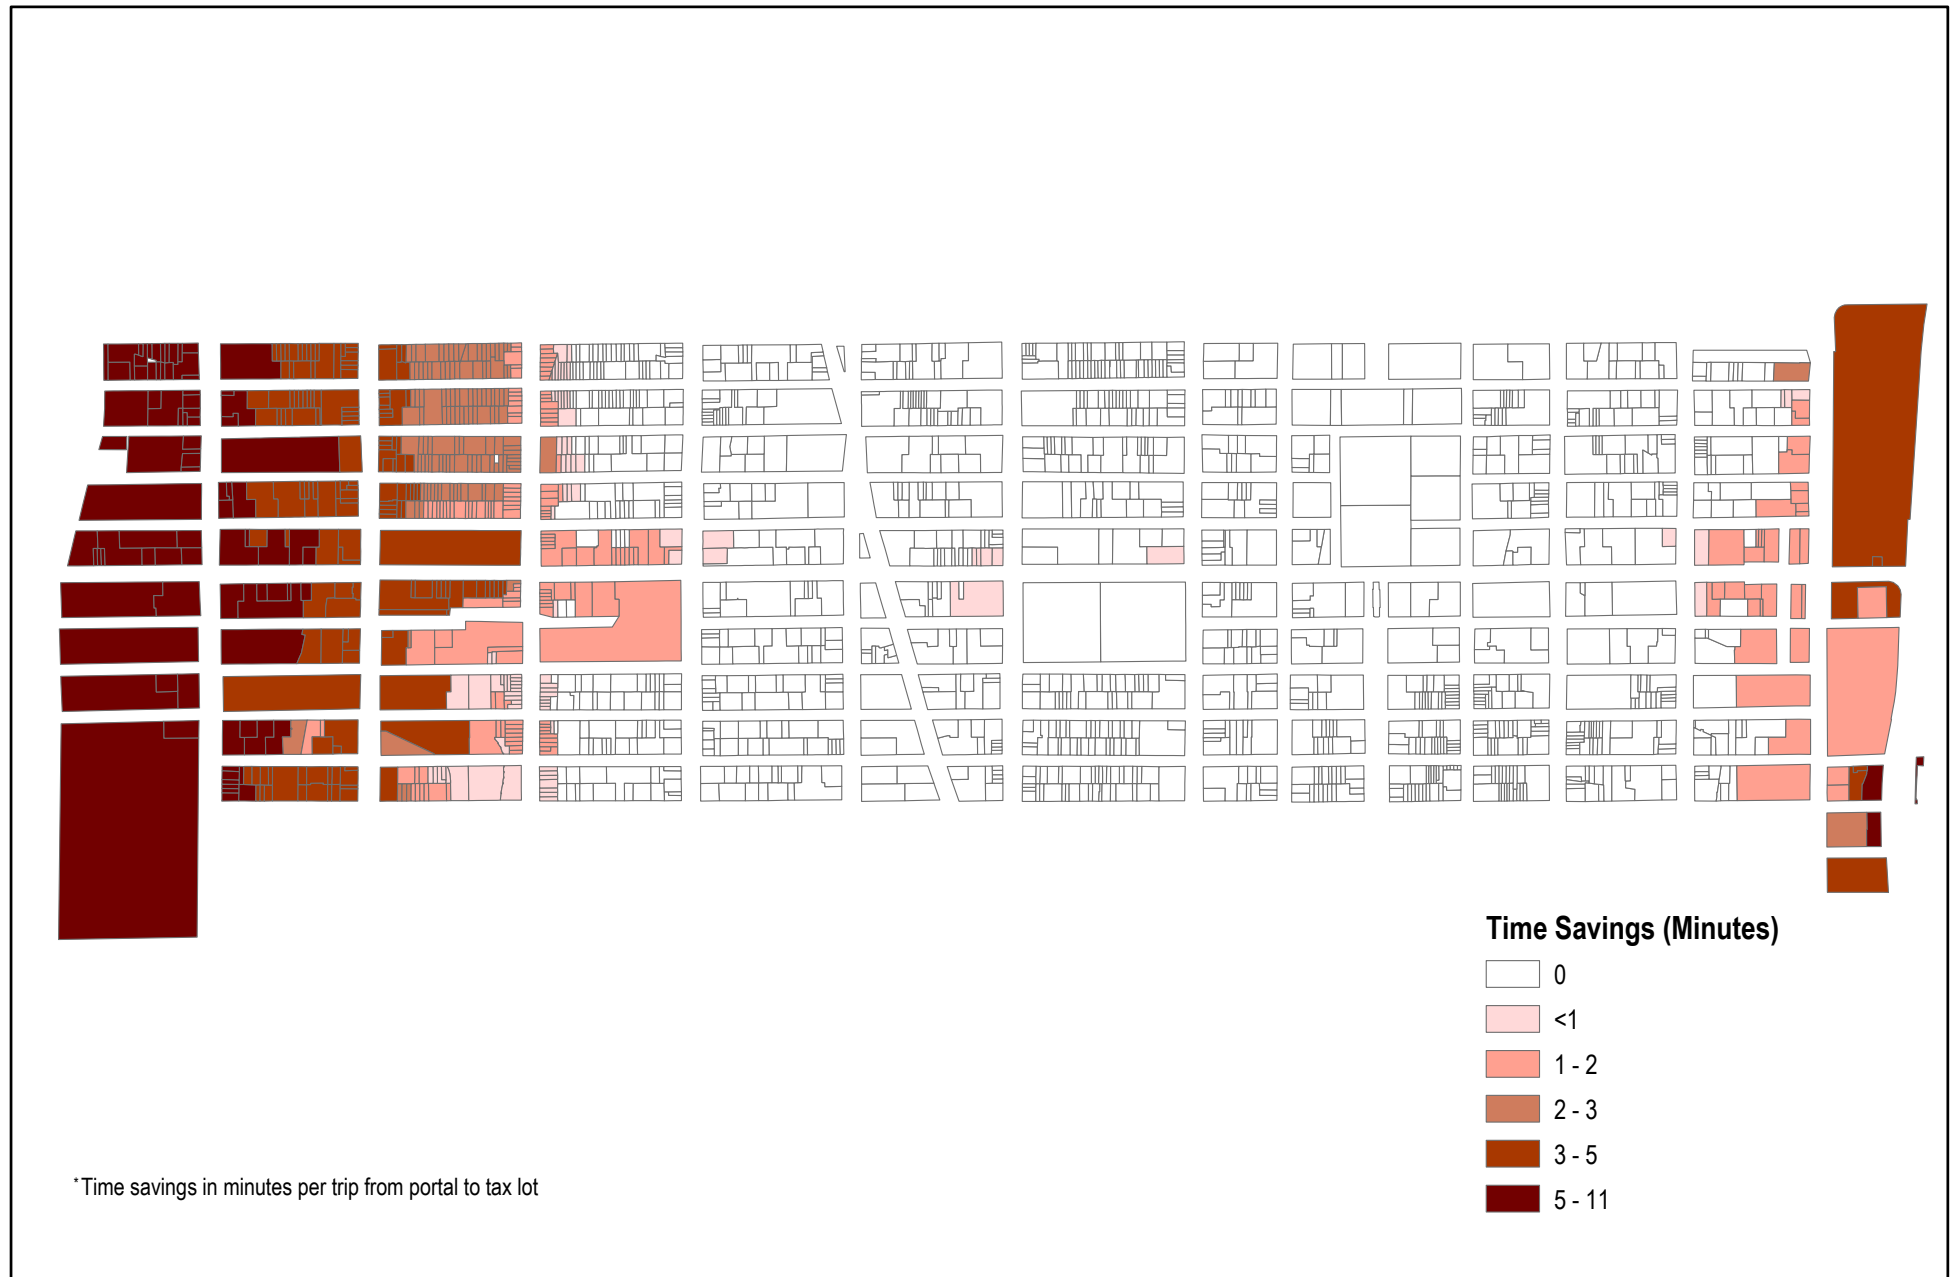 Time Savings (Minutes)
0
<1
1 - 2
2 - 3
3 - 5
5 - 11
*Time savings in minutes per trip from portal to tax lot